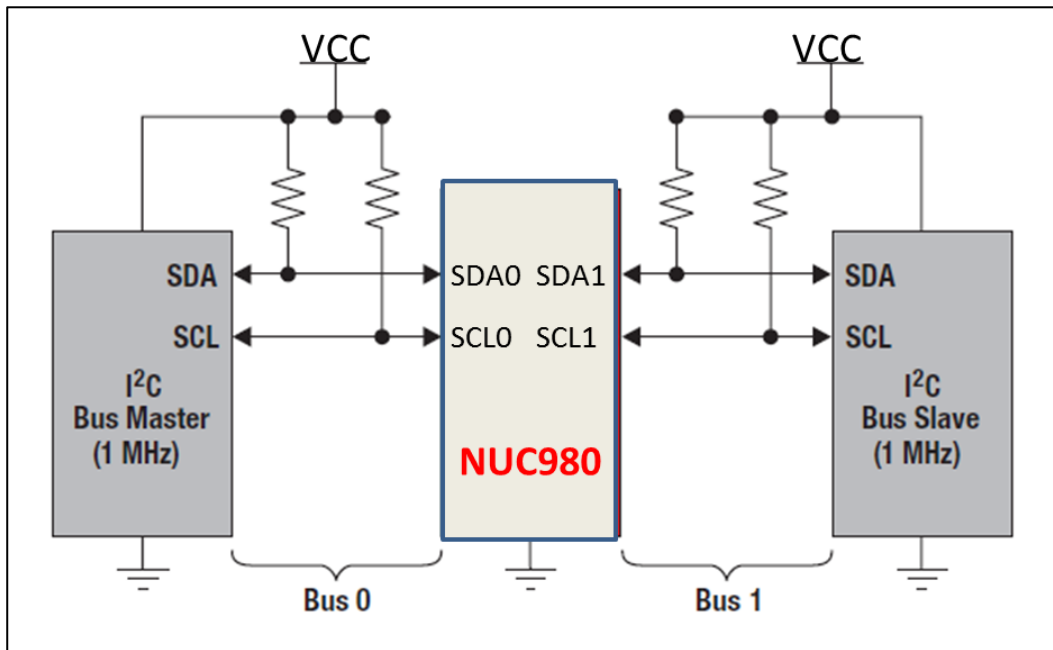 VCC
VCC
SDA
SDA0 SDA1
SDA
SCL
SCL0 SCL1
SCL
I²C
Bus Master
(1 MHz)
NUC980
I²C
Bus Slave
(1 MHz)
Bus 0
Bus 1